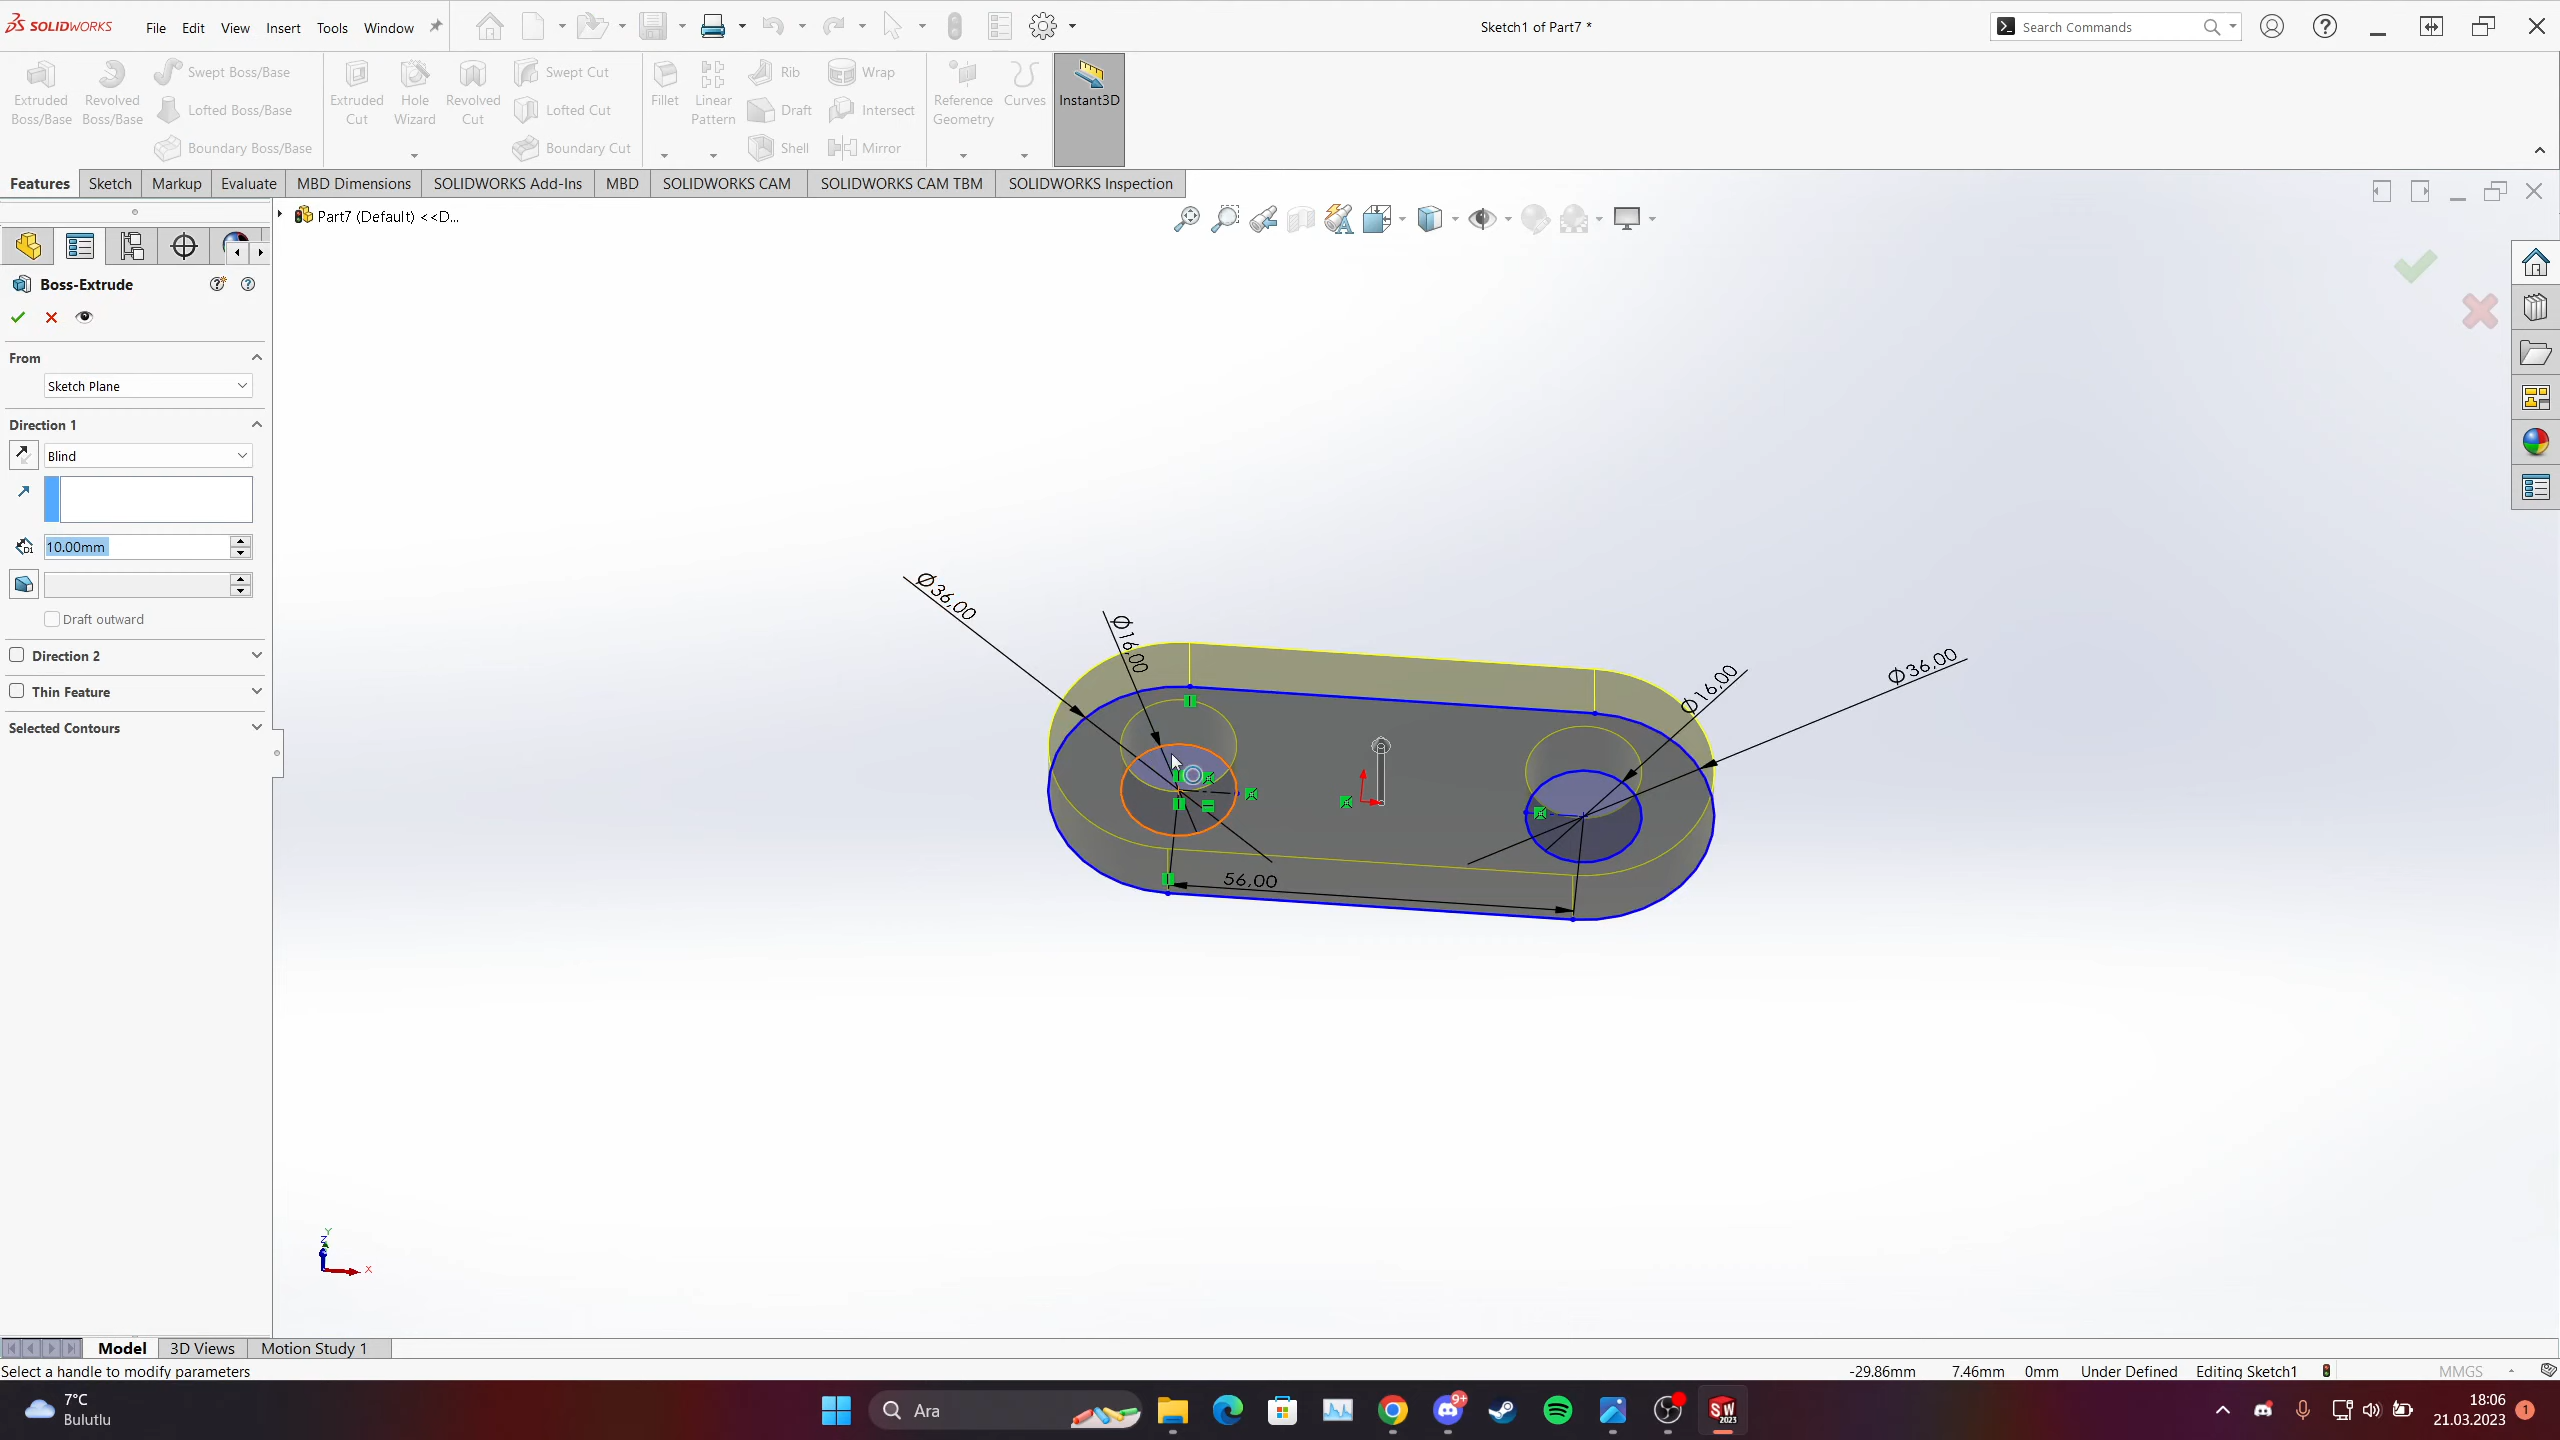 SOLIDWORKS File Edit View Insert Tools Window Sketch1 of Part7 * Search Commands
Extruded Boss/Base
Revolved Boss/Base
Swept Boss/Base
Lofted Boss/Base
Boundary Boss/Base
Extruded Cut
Hole Wizard
Revolved Cut
Swept Cut
Lofted Cut
Boundary Cut
Fillet
Linear Pattern
Rib
Draft
Shell
Wrap
Intersect
Mirror
Reference Geometry
Curves
Instant3D
Features Sketch Markup Evaluate MBD Dimensions SOLIDWORKS Add-Ins MBD SOLIDWORKS CAM SOLIDWORKS CAM TBM SOLIDWORKS Inspection
Part7 (Default) <<D...
Boss-Extrude
From
Sketch Plane
Direction 1
Blind
D1
10.00mm
Draft outward
Direction 2
Thin Feature
Selected Contours
Ø36,00
Ø16,00
Ø16,00
Ø36,00
56,00
Y
Z
X
Model 3D Views Motion Study 1
Select a handle to modify parameters -29.86mm 7.46mm 0mm Under Defined Editing Sketch1 MMGS
7°C
Bulutlu
Ara
9+
SW
2023
18:06
21.03.2023
1